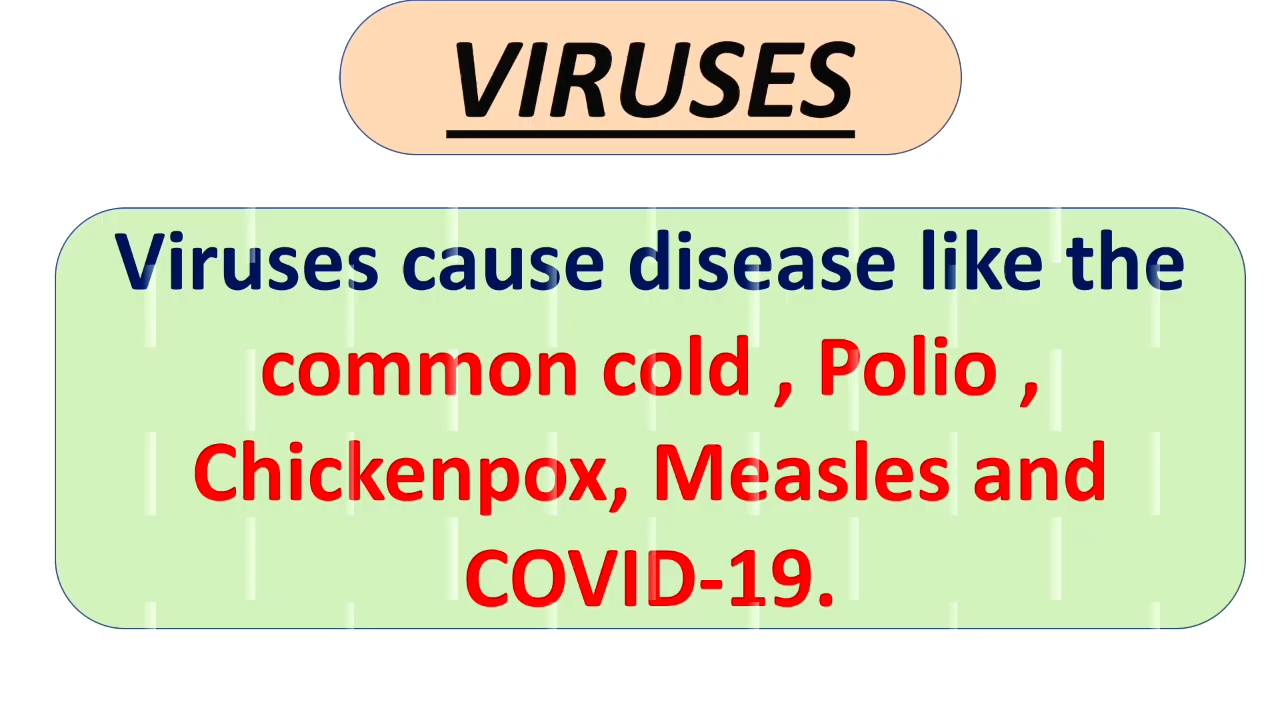 VIRUSES
Viruses cause disease like the
common cold , Polio ,
Chickenpox, Measles and
COVID-19.